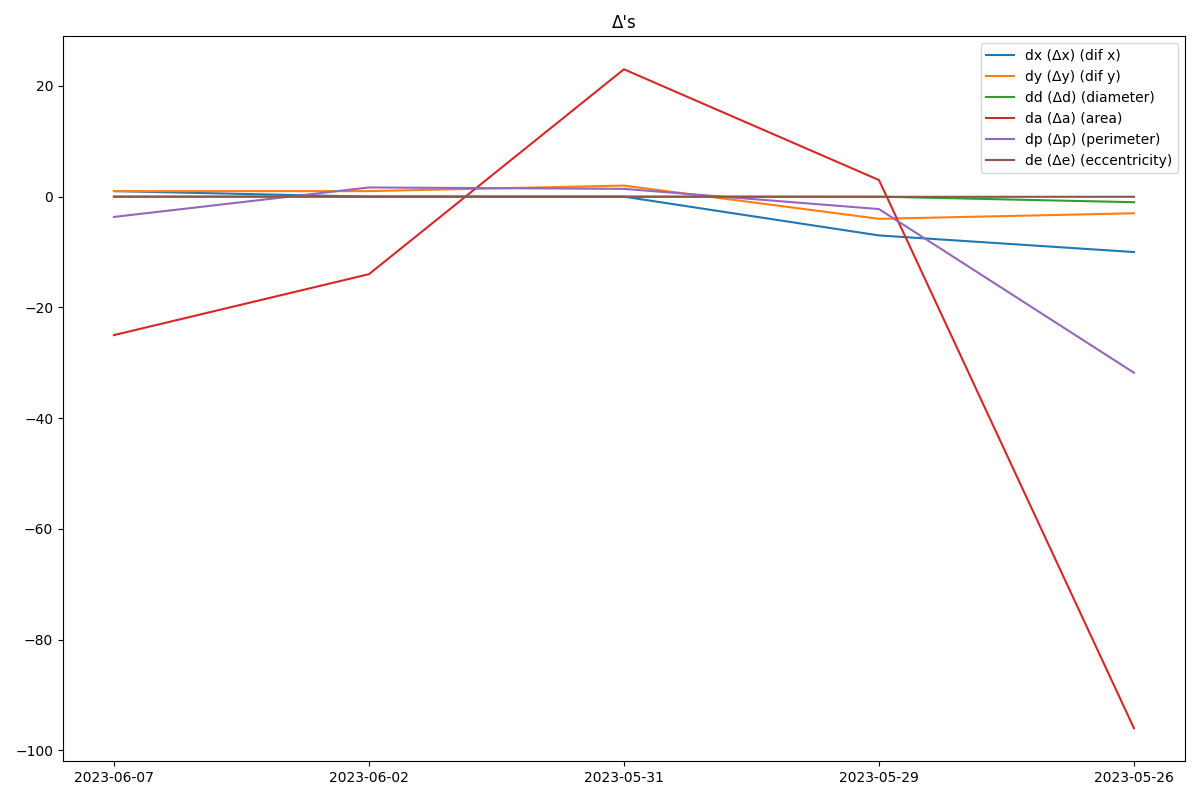 Δ's
dx (Δx) (dif x)
dy (Δy) (dif y)
dd (Δd) (diameter)
da (Δa) (area)
dp (Δp) (perimeter)
de (Δe) (eccentricity)
20
0
−20
−40
−60
−80
−100
2023-06-07 2023-06-02 2023-05-31 2023-05-29 2023-05-26